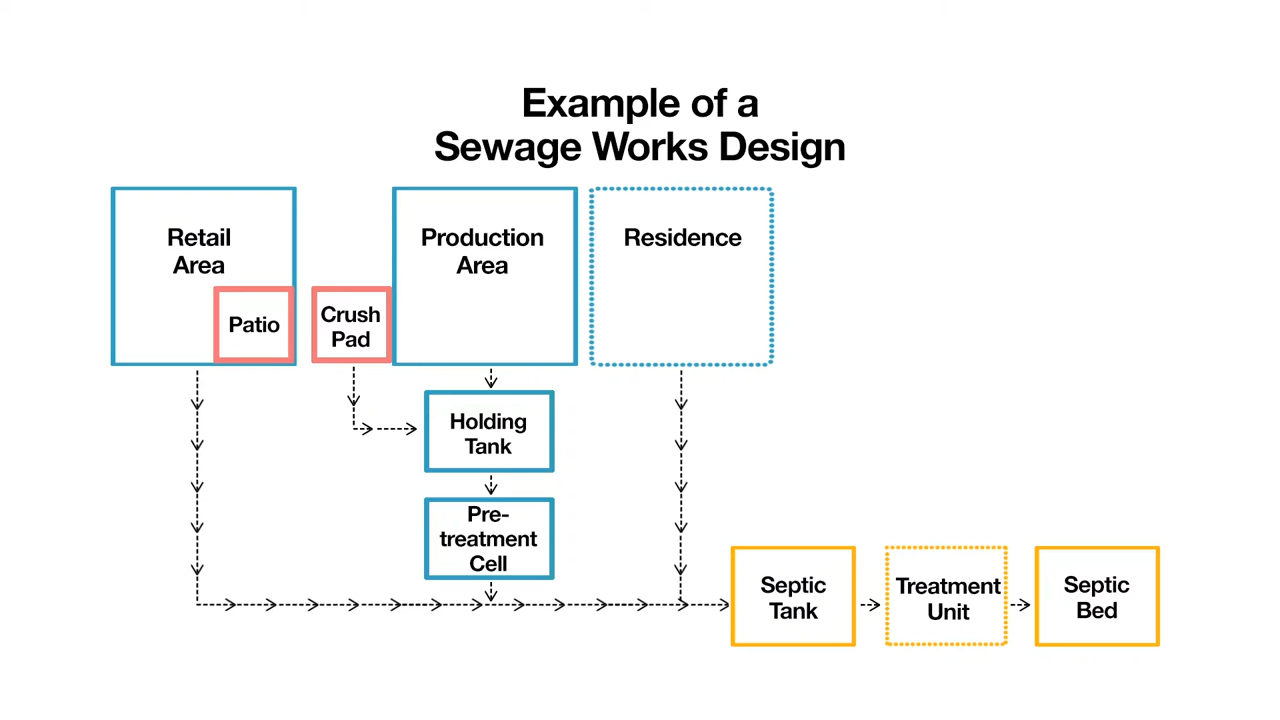 Example of a
Sewage Works Design
Retail
Area
Patio
Crush
Pad
Production
Area
Residence
Holding
Tank
Pre-
treatment
Cell
Septic
Tank
Treatment
Unit
Septic
Bed